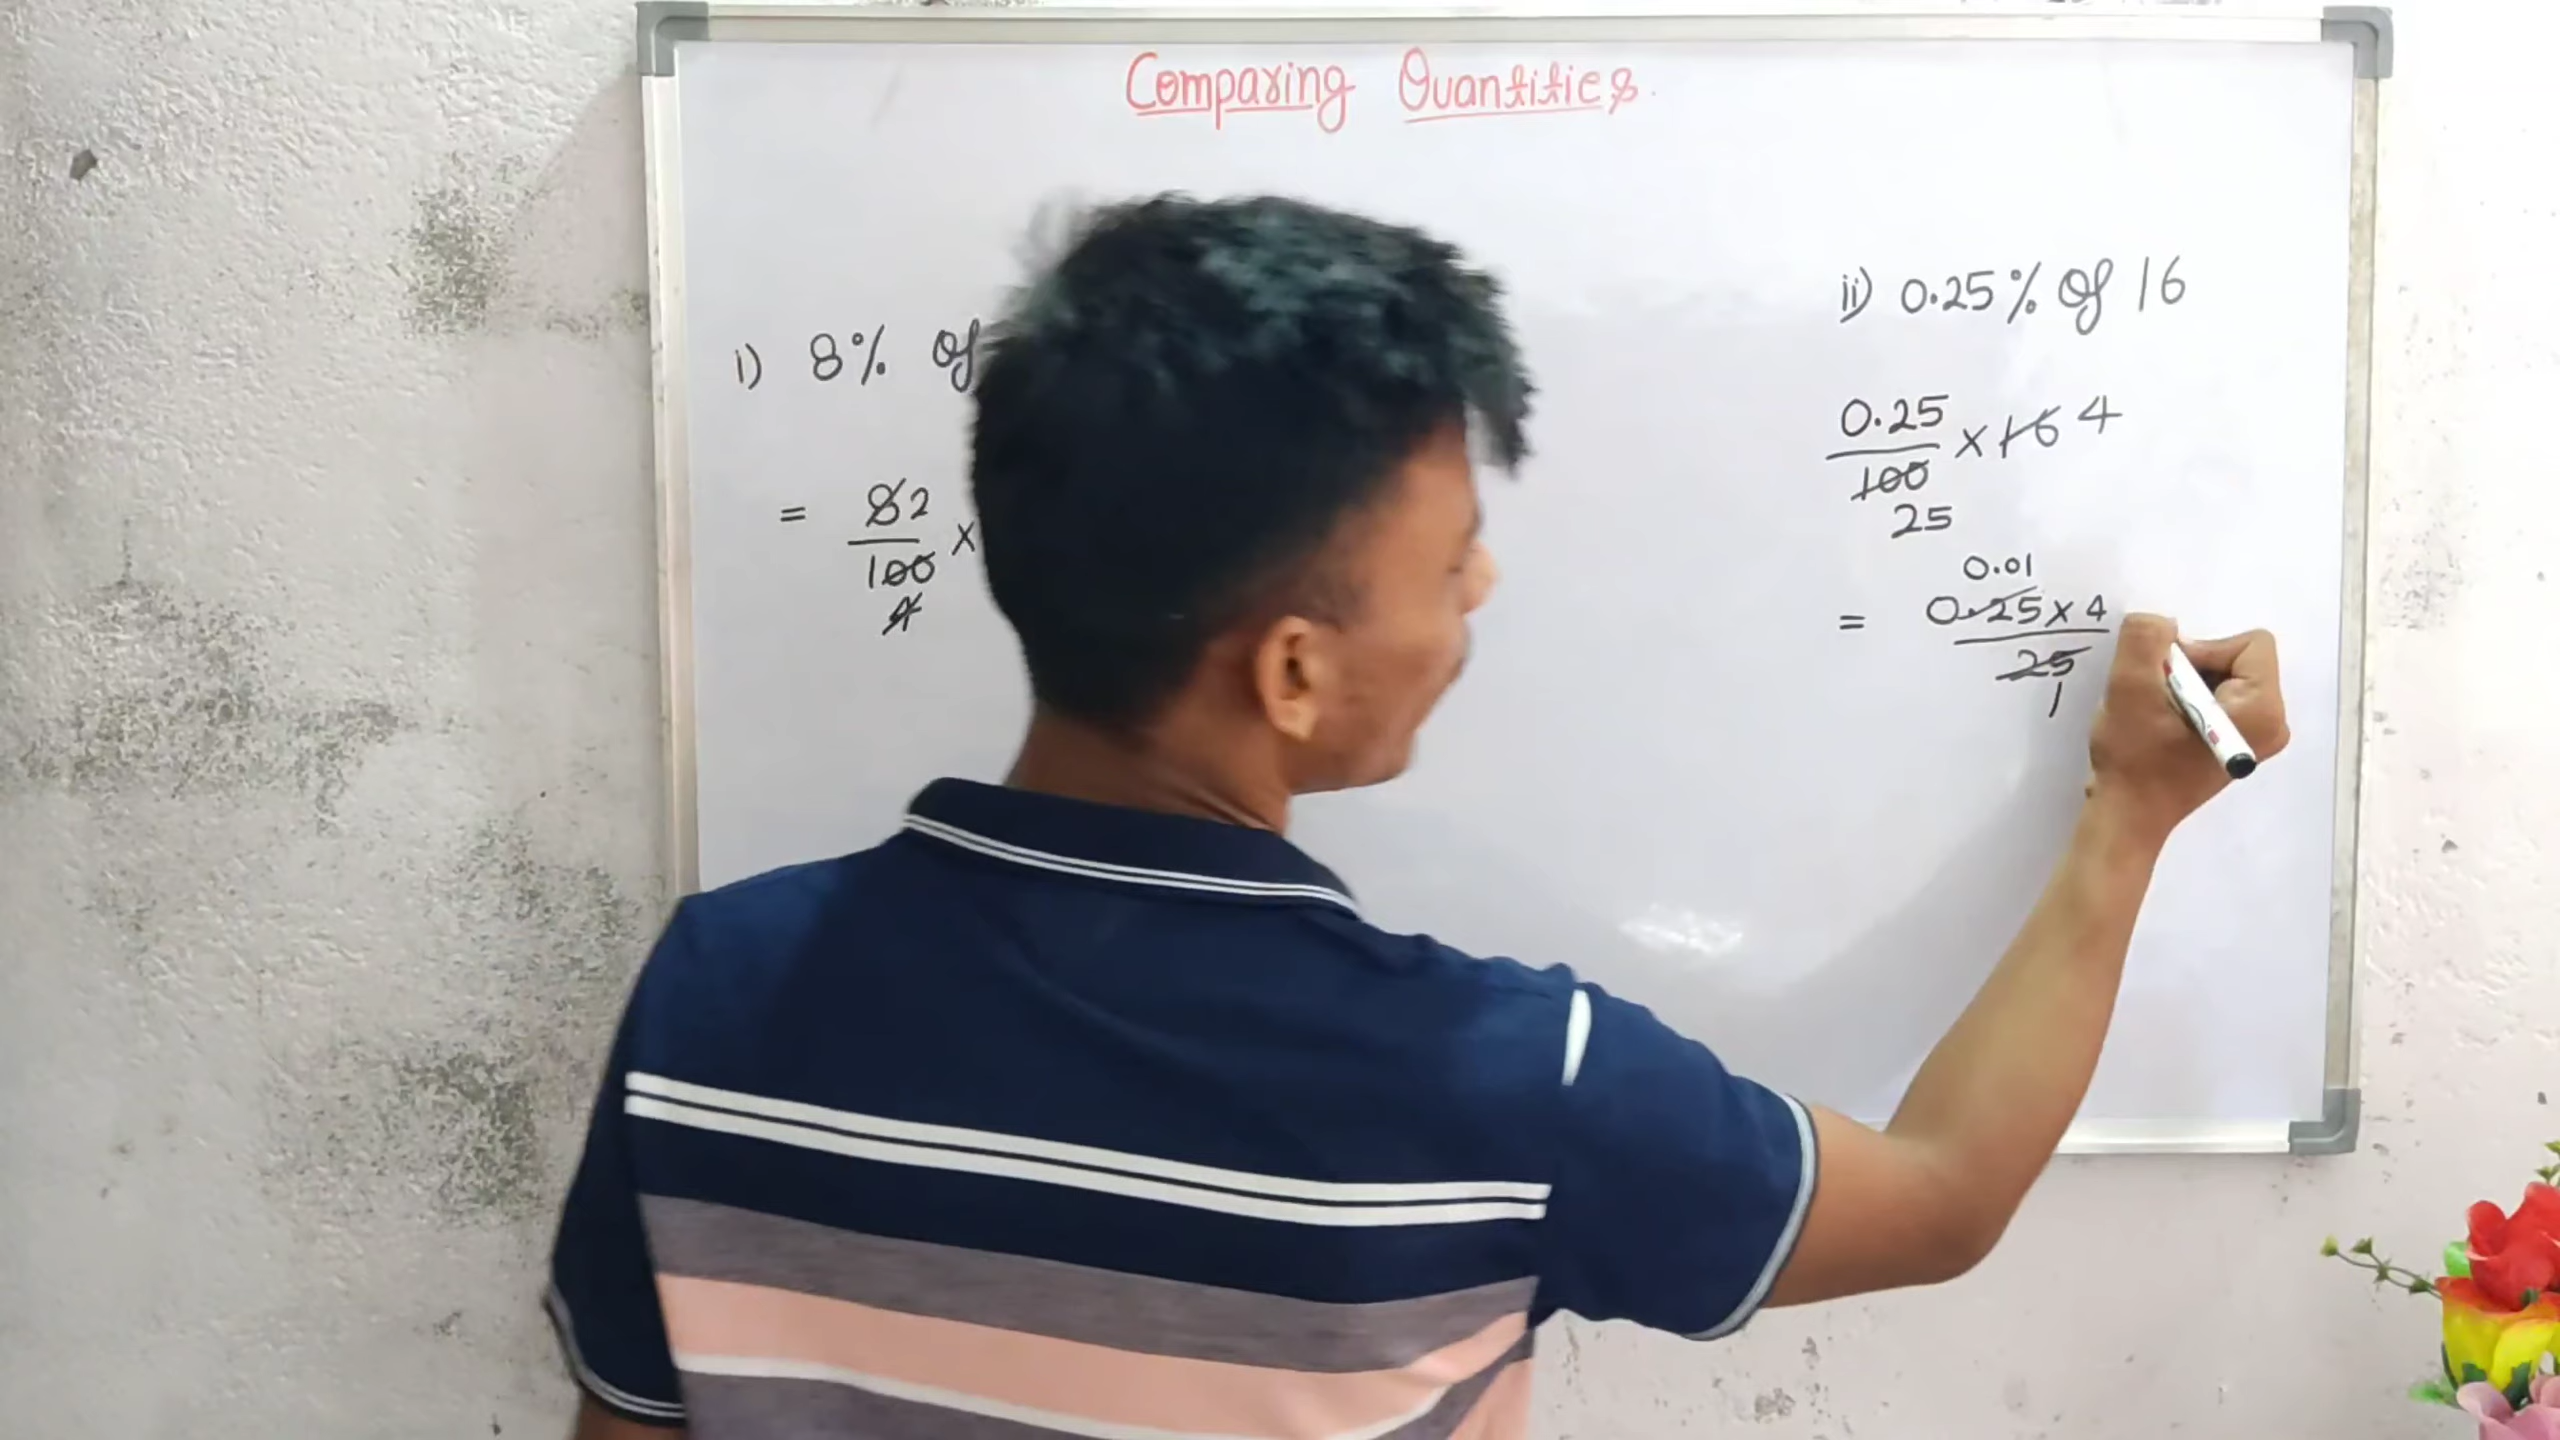 Comparing Quantities.
i) 8% of
= 8 2
100 ×
4
ii) 0.25% of 16
0.25
100 × 16 4
25
0.01
= 0.25 × 4
25
1